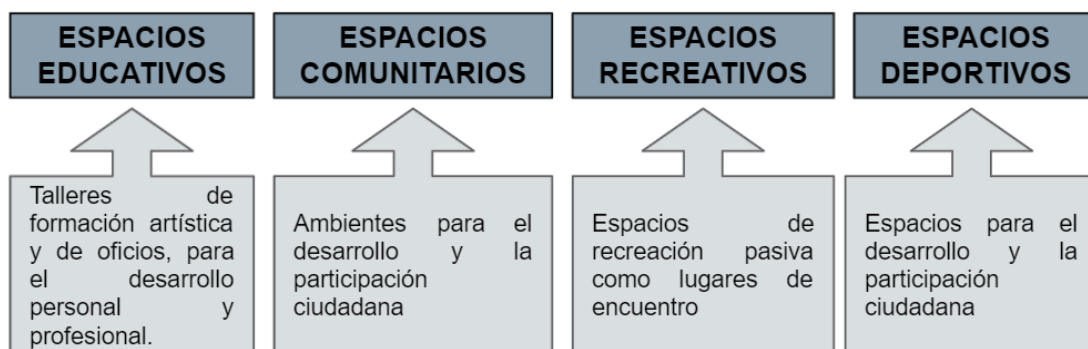 ESPACIOS
EDUCATIVOS
ESPACIOS
COMUNITARIOS
ESPACIOS
RECREATIVOS
ESPACIOS
DEPORTIVOS
Talleres de
formación artística
y de oficios, para
el desarrollo
personal y
profesional.
Ambientes para el
desarrollo y la
participación
ciudadana
Espacios de
recreación pasiva
como lugares de
encuentro
Espacios para el
desarrollo y la
participación
ciudadana